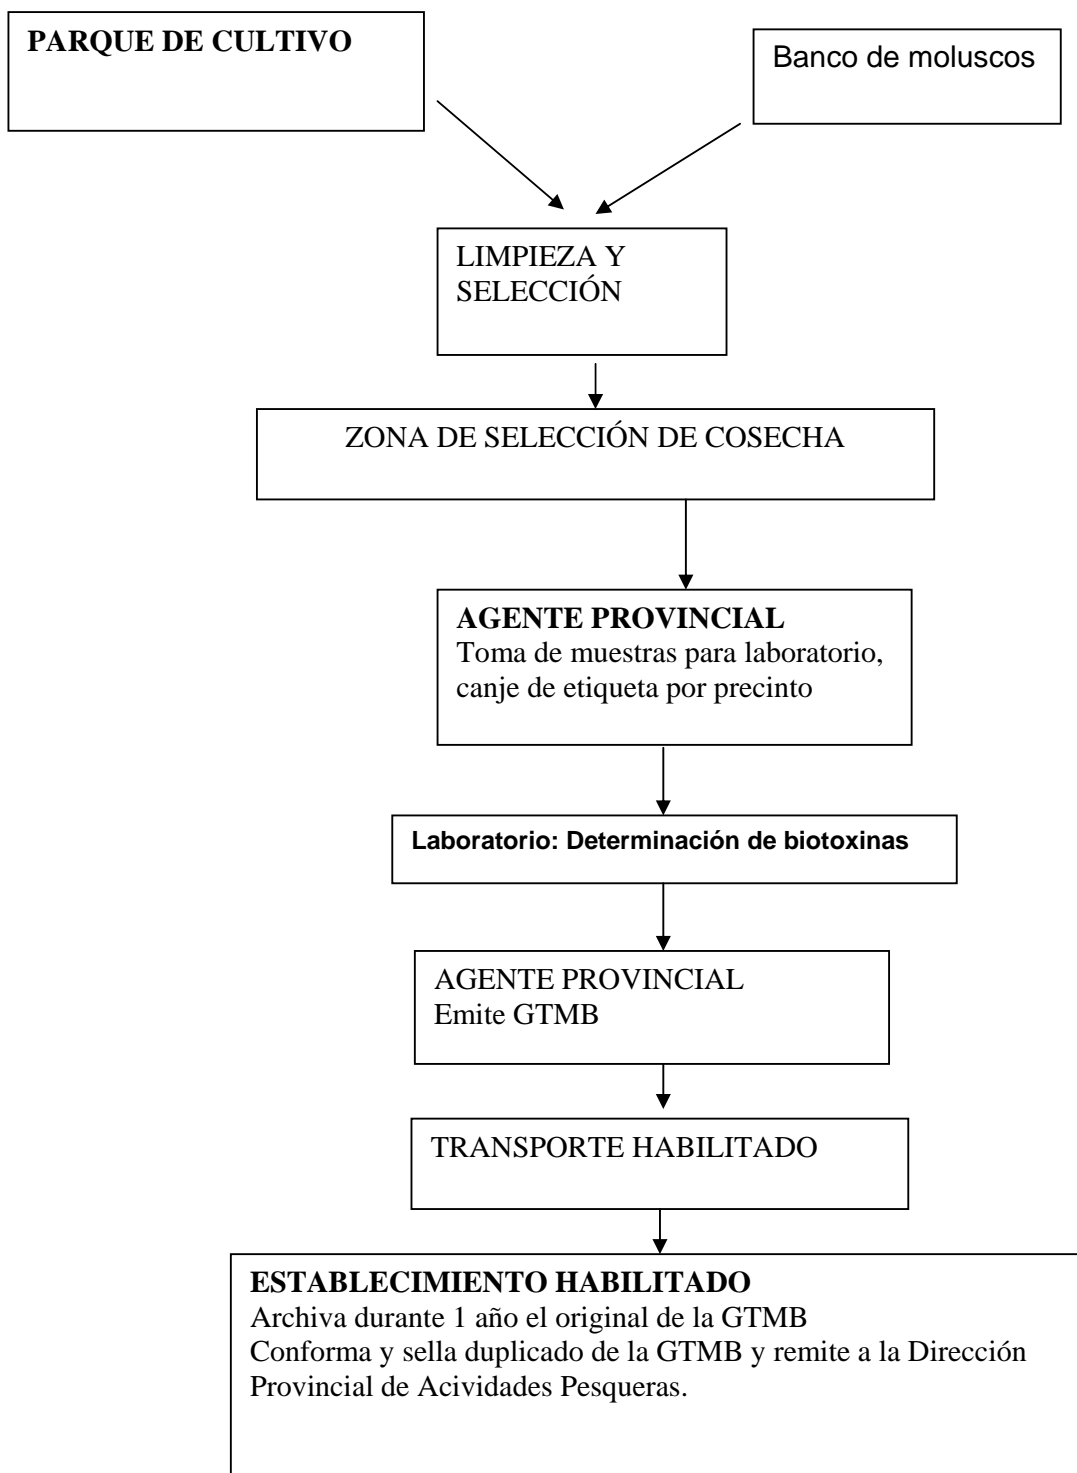 PARQUE DE CULTIVO
Banco de moluscos
LIMPIEZA Y
SELECCIÓN
ZONA DE SELECCIÓN DE COSECHA
AGENTE PROVINCIAL
Toma de muestras para laboratorio,
canje de etiqueta por precinto
Laboratorio: Determinación de biotoxinas
AGENTE PROVINCIAL
Emite GTMB
TRANSPORTE HABILITADO
ESTABLECIMIENTO HABILITADO
Archiva durante 1 año el original de la GTMB
Conforma y sella duplicado de la GTMB y remite a la Dirección
Provincial de Acividades Pesqueras.